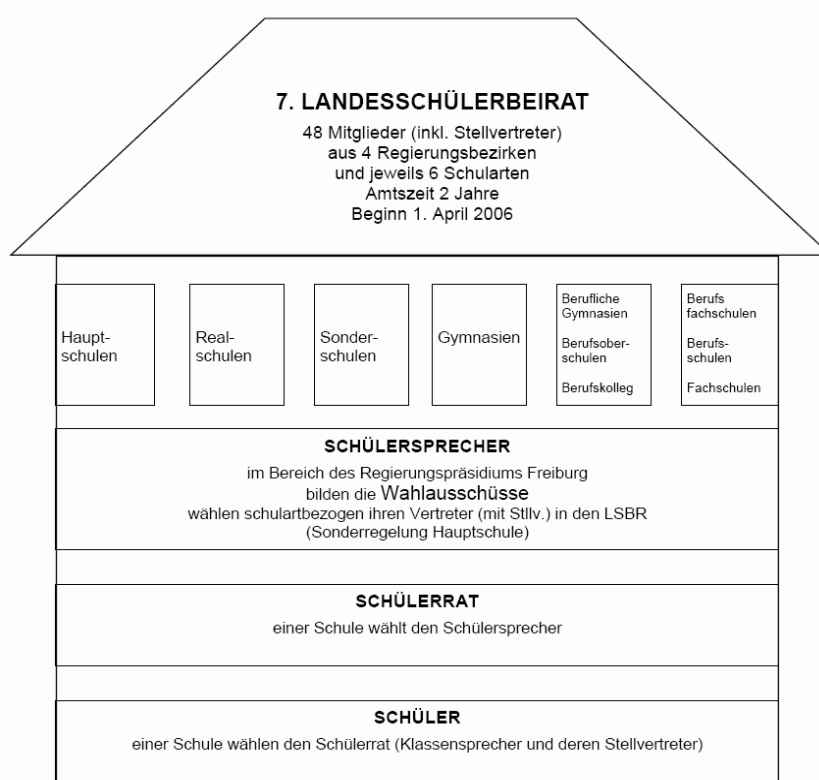 7. LANDESSCHÜLERBEIRAT
48 Mitglieder (inkl. Stellvertreter)
aus 4 Regierungsbezirken
und jeweils 6 Schularten
Amtszeit 2 Jahre
Beginn 1. April 2006
Haupt-
schulen
Real-
schulen
Sonder-
schulen
Gymnasien
Berufliche
Gymnasien
Berufsober-
schulen
Berufskolleg
Berufs
fachschulen
Berufs-
schulen
Fachschulen
SCHÜLERSPRECHER
im Bereich des Regierungspräsidiums Freiburg
bilden die Wahlausschüsse
wählen schulartbezogen ihren Vertreter (mit Stllv.) in den LSBR
(Sonderregelung Hauptschule)
SCHÜLERRAT
einer Schule wählt den Schülersprecher
SCHÜLER
einer Schule wählen den Schülerrat (Klassensprecher und deren Stellvertreter)